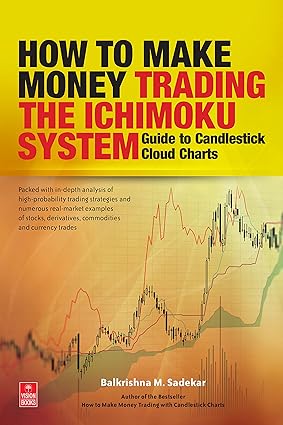 HOW TO MAKE
MONEY TRADING
THE ICHIMOKU
SYSTEM
Guide to Candlestick
Cloud Charts
Packed with in-depth analysis of
high-probability trading strategies and
numerous real-market examples
of stocks, derivatives, commodities
and currency trades
Balkrishna M. Sadekar
Author of the Bestseller
How to Make Money Trading with Candlestick Charts
VISION
BOOKS